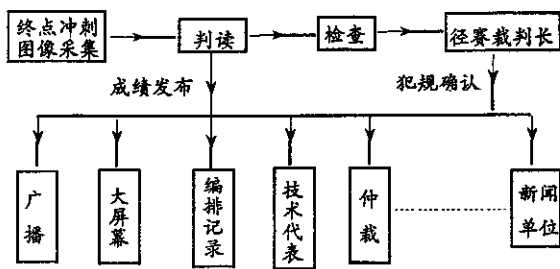 终点冲刺
图像采集
判读
检查
径赛裁判长
成绩发布
犯规确认
广播
大屏幕
编排记录
技术代表
仲裁
新闻
单位